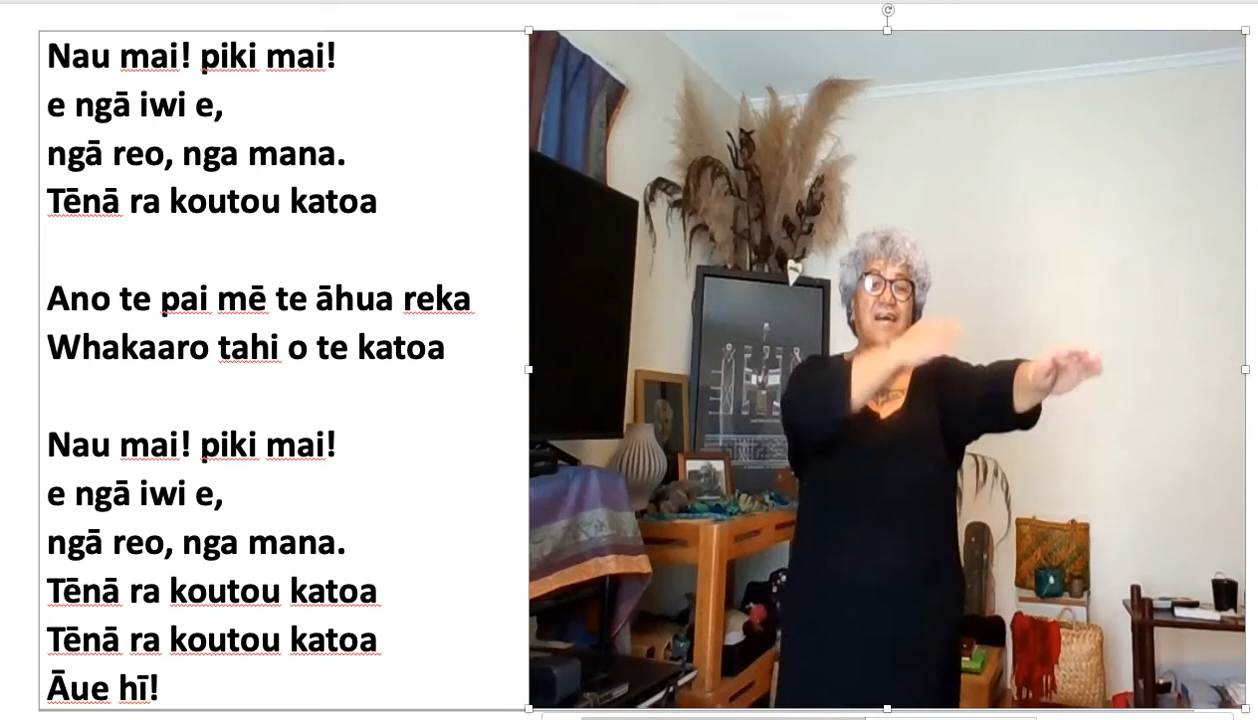 Nau mai! piki mai!
e ngā iwi e,
ngā reo, nga mana.
Tēnā ra koutou katoa
Ano te pai mē te āhua reka
Whakaaro tahi o te katoa
Nau mai! piki mai!
e ngā iwi e,
ngā reo, nga mana.
Tēnā ra koutou katoa
Tēnā ra koutou katoa
Āue hī!